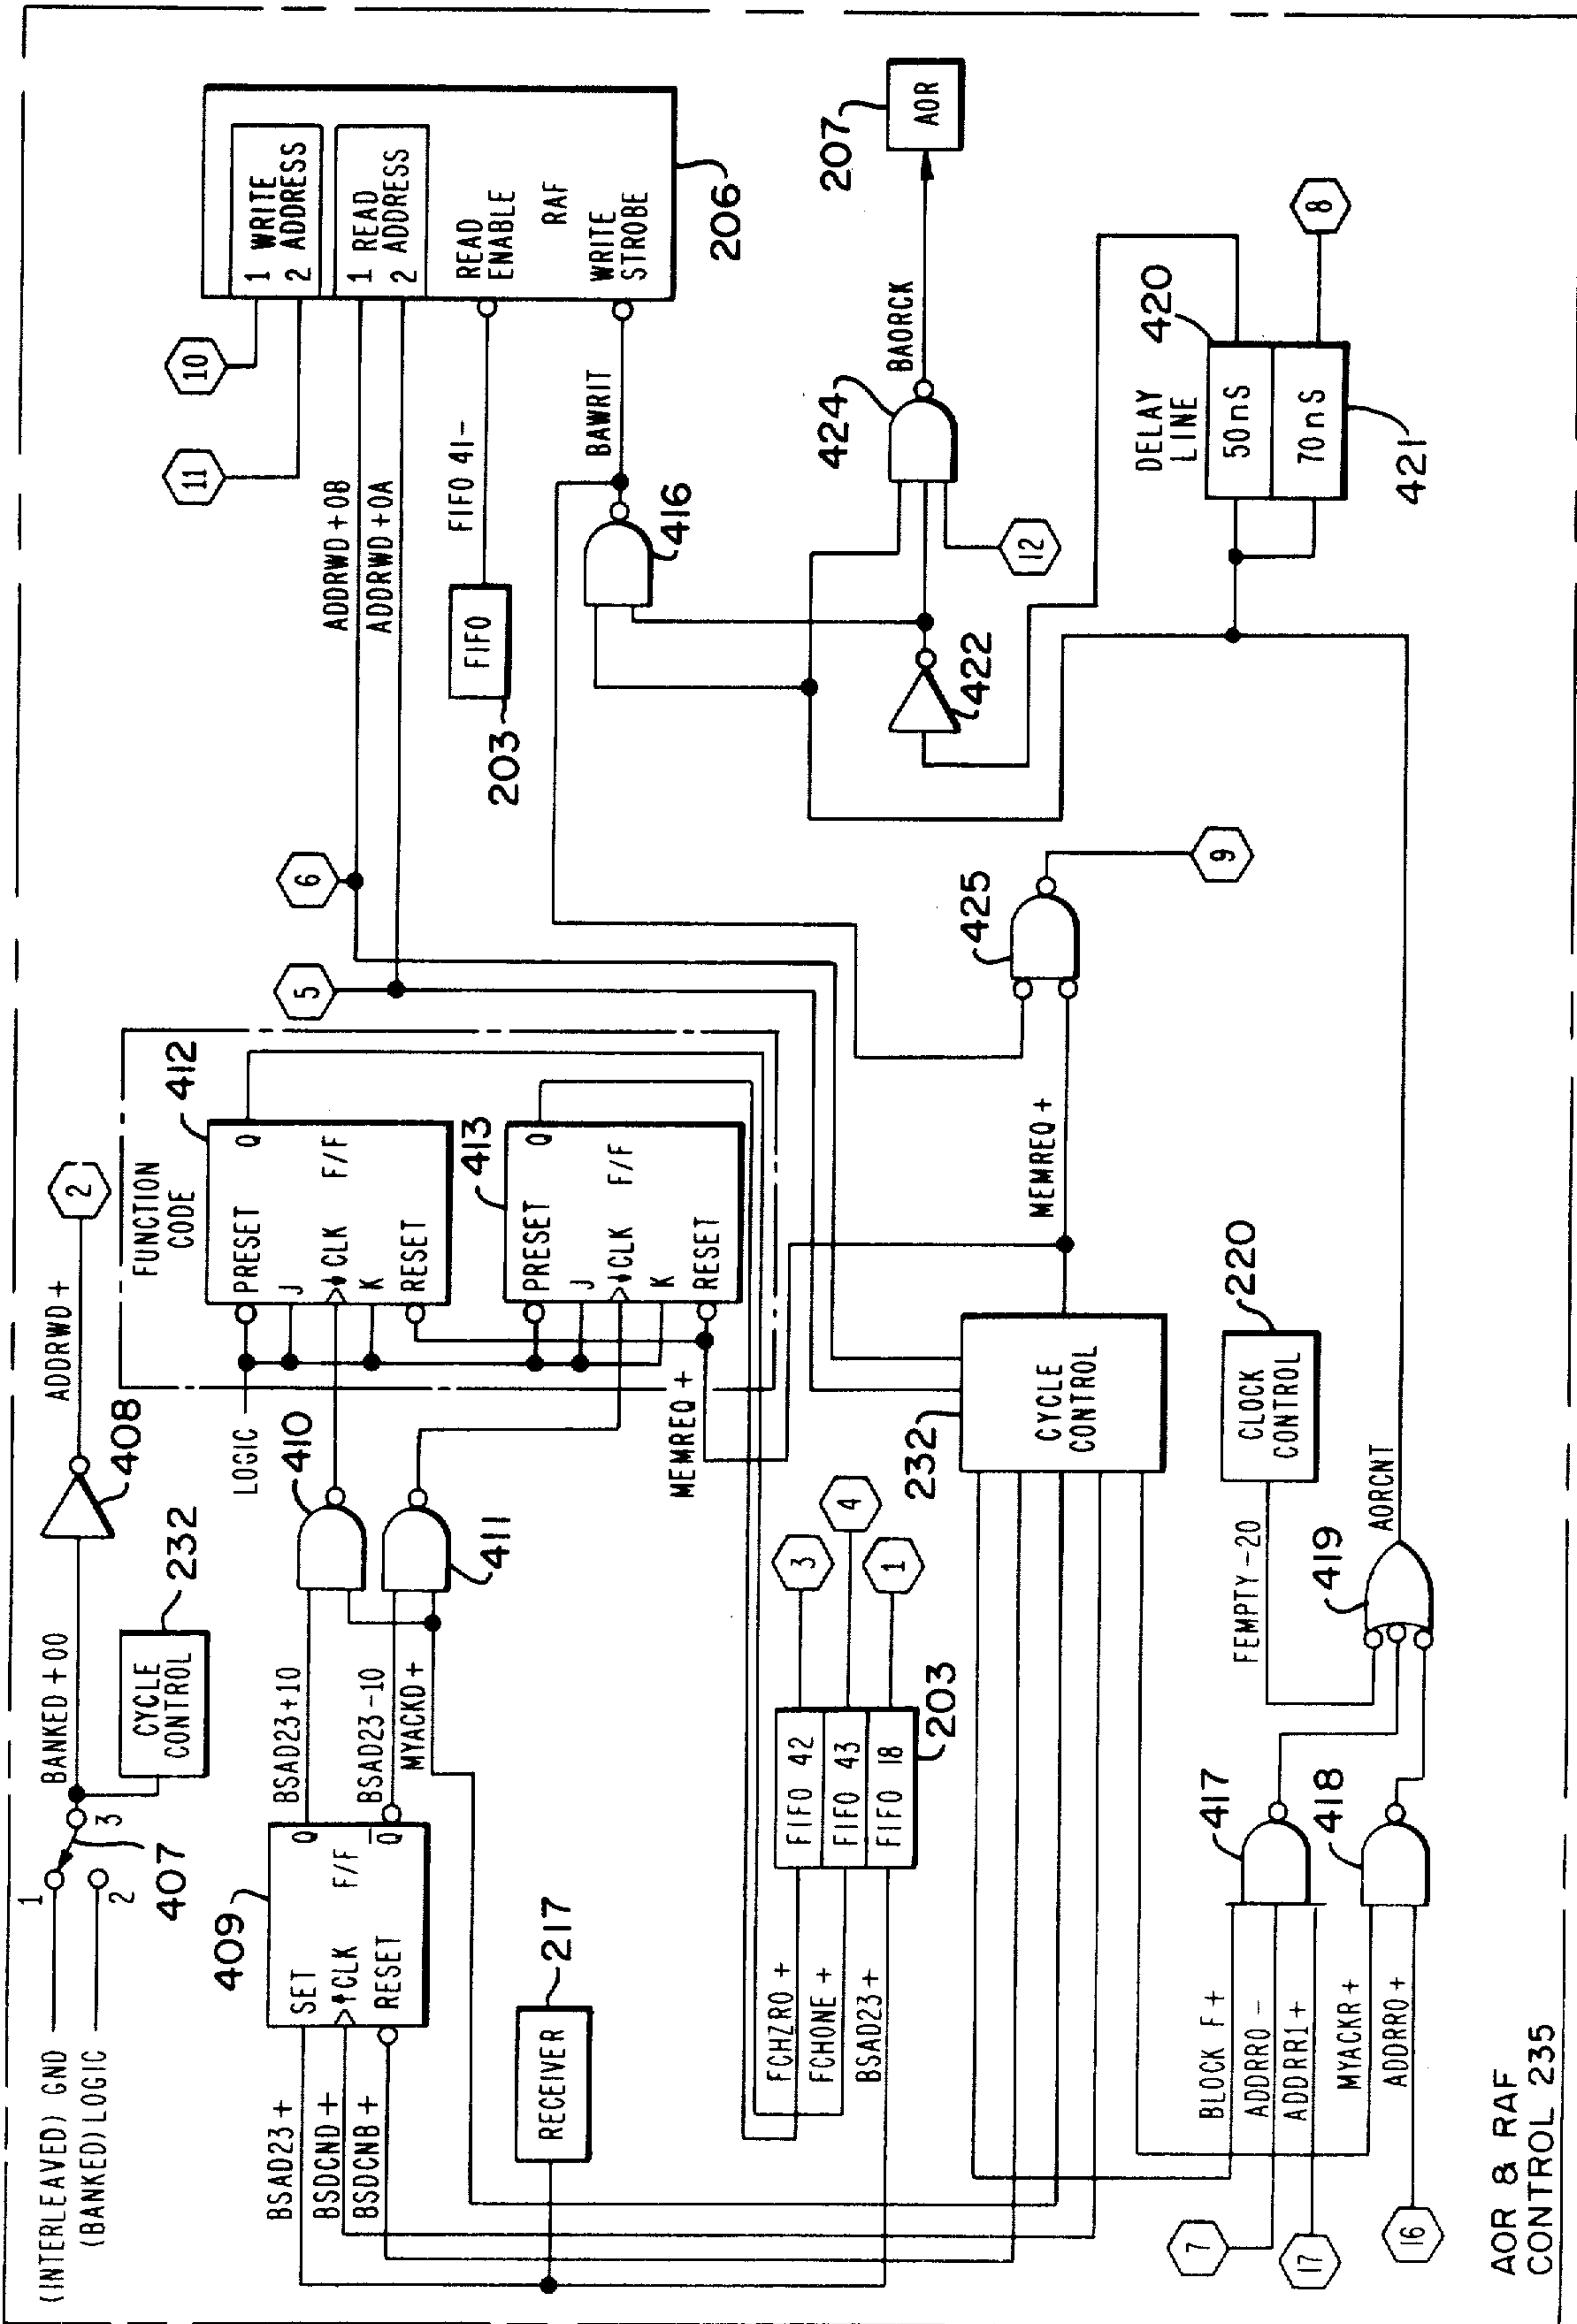 (INTERLEAVED) GND
(BANKED) LOGIC
1
2
3
407
BANKED+00
CYCLE
CONTROL
232
408
ADDRWD+
2
BSAD23+
BSDCND+
BSDCNB+
409
SET
↑CLK
RESET
F/F
Q
Q̅
BSAD23+10
BSAD23-10
MYACKD+
410
411
LOGIC
MEMREQ+
FUNCTION
CODE
412
PRESET
J
↓CLK
K
RESET
Q
F/F
413
PRESET
J
↓CLK
K
RESET
Q
F/F
5
6
10
11
ADDRWD+0B
ADDRWD+0A
1 WRITE
2 ADDRESS
1 READ
2 ADDRESS
READ
ENABLE
RAF
WRITE
STROBE
206
FIFO 41-
FIFO
203
BAWRIT
416
RECEIVER
217
FCHZRO+
FCHONE+
BSAD23+
FIFO 42
FIFO 43
FIFO 18
203
3
4
1
232
CYCLE
CONTROL
MEMREQ+
425
9
422
424
BAORCK
12
207
AOR
DELAY
LINE
420
50nS
70nS
421
8
BLOCK F+
ADDRR0-
ADDRR1+
MYACKR+
ADDRR0+
7
17
16
417
418
FEMPTY-20
CLOCK
CONTROL
220
419
AORCNT
AOR & RAF
CONTROL 235